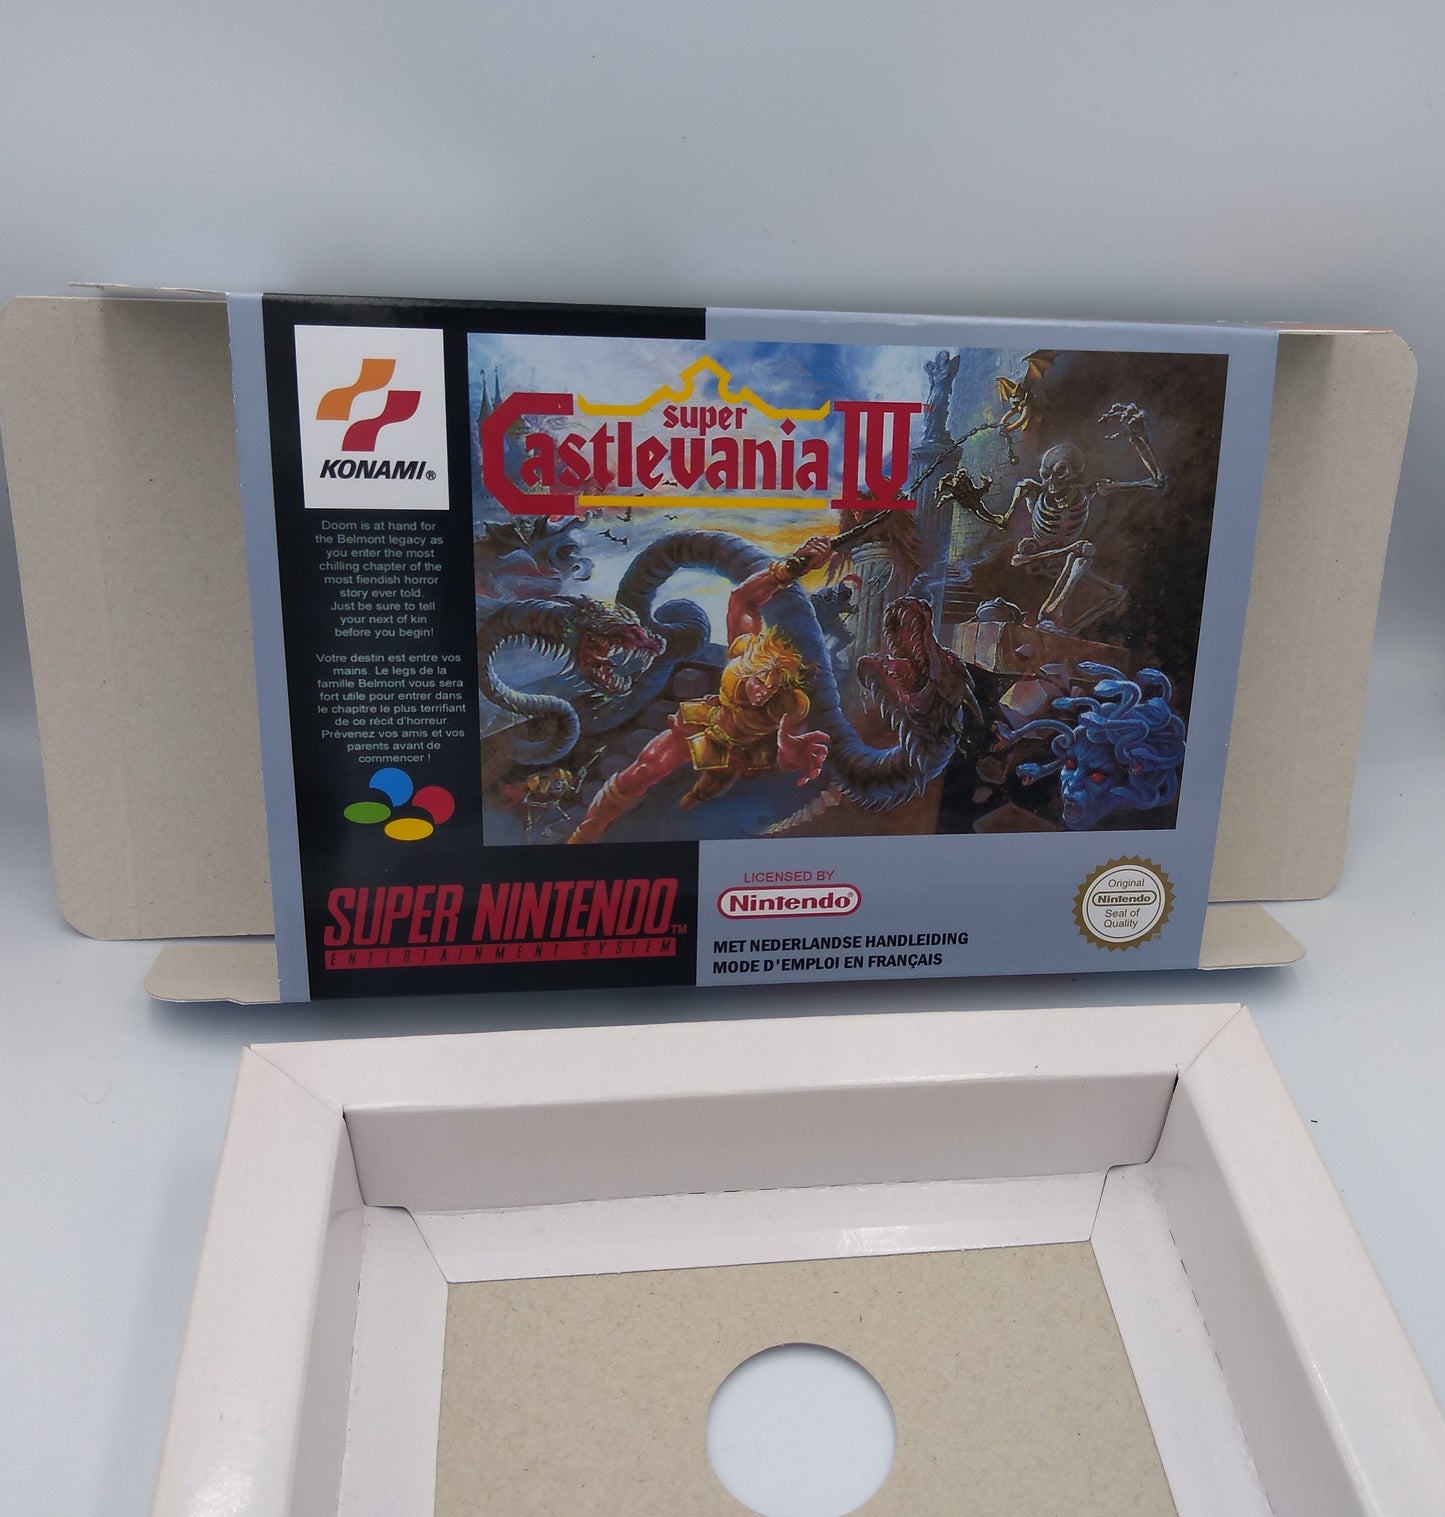 KONAMI®
Doom is at hand for
the Belmont legacy as
you enter the most
chilling chapter of the
most fiendish horror
story ever told.
Just be sure to tell
your next of kin
before you begin!
Votre destin est entre vos
mains. Le legs de la
famille Belmont vous sera
fort utile pour entrer dans
le chapitre le plus terrifiant
de ce récit d'horreur.
Prévenez vos amis et vos
parents avant de
commencer !
super
Castlevania IV™
SUPER NINTENDO™
ENTERTAINMENT SYSTEM
LICENSED BY
Nintendo®
MET NEDERLANDSE HANDLEIDING
MODE D'EMPLOI EN FRANÇAIS
Original
Nintendo
Seal of
Quality
TM